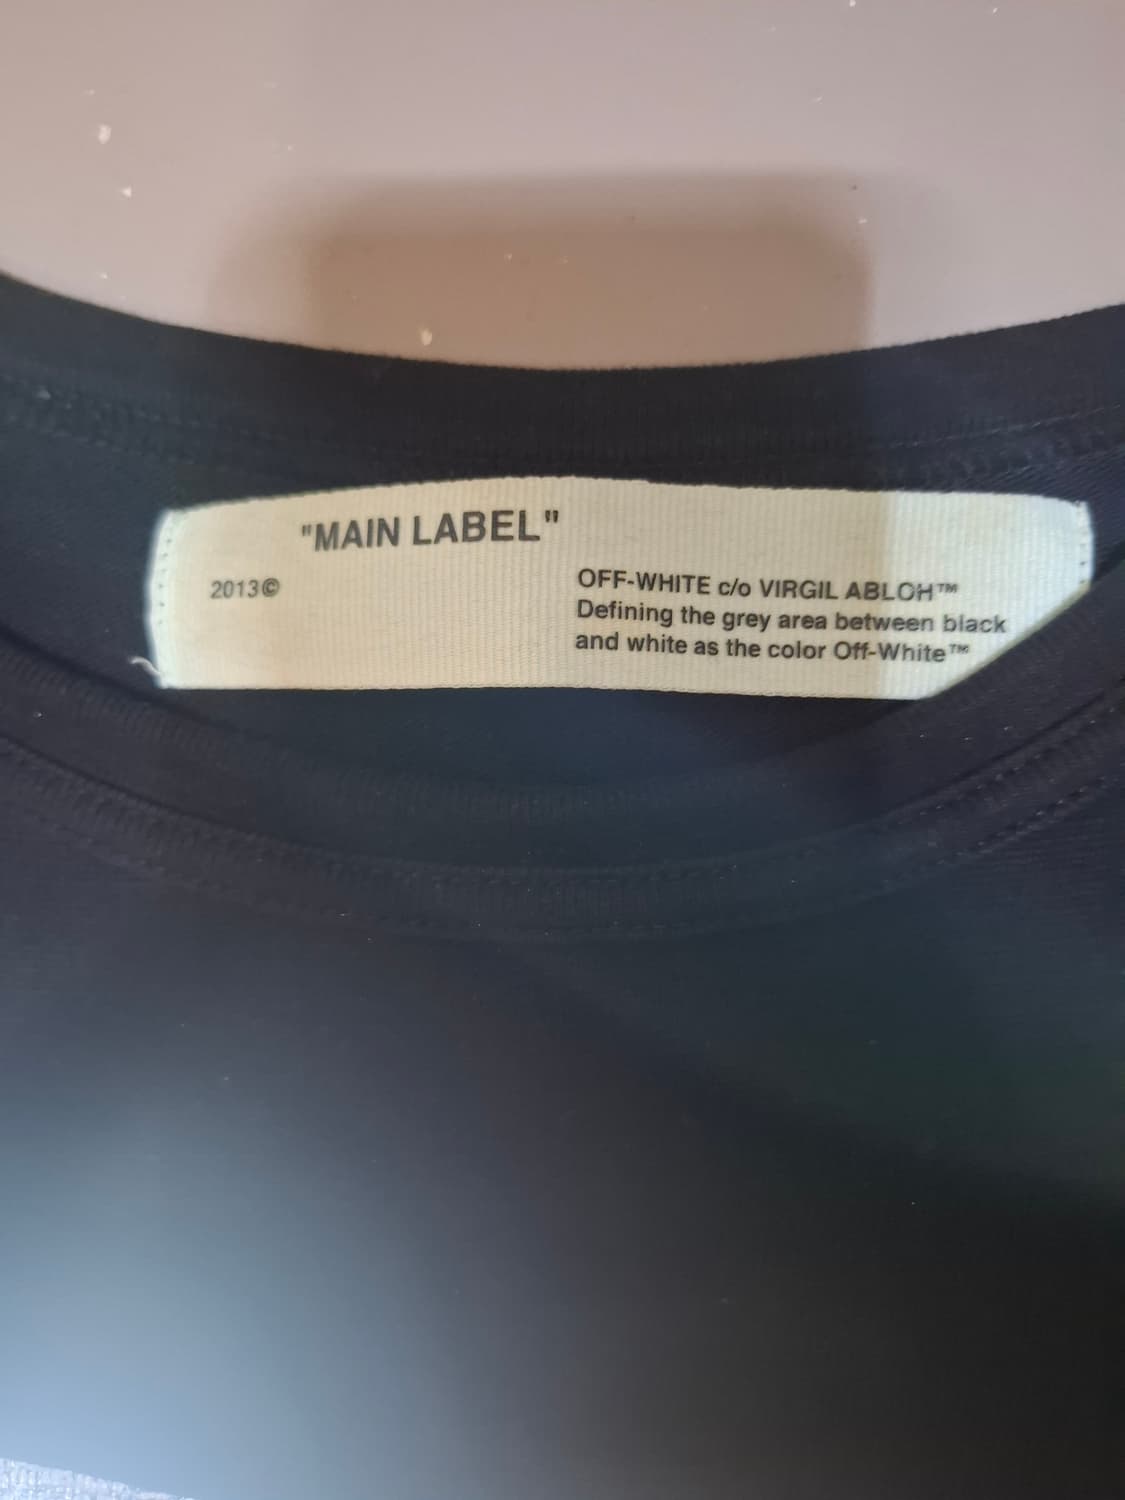 "MAIN LABEL"
2013©
OFF-WHITE c/o VIRGIL ABLOH™
Defining the grey area between black
and white as the color Off-White™